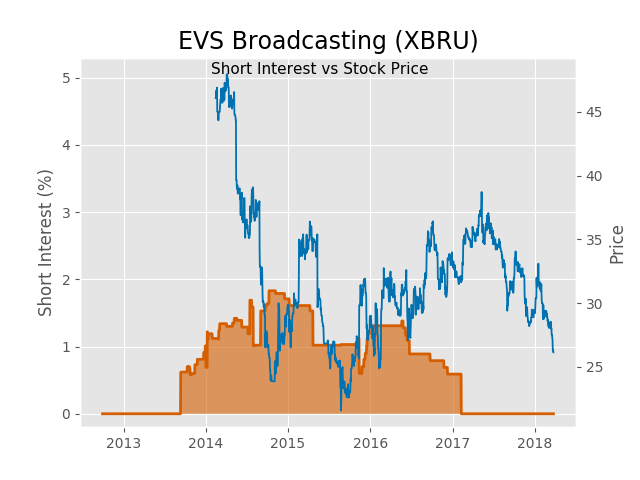 EVS Broadcasting (XBRU)
Short Interest vs Stock Price
Short Interest (%)
5
4
3
2
1
0
45
40
35
30
25
Price
2013 2014 2015 2016 2017 2018